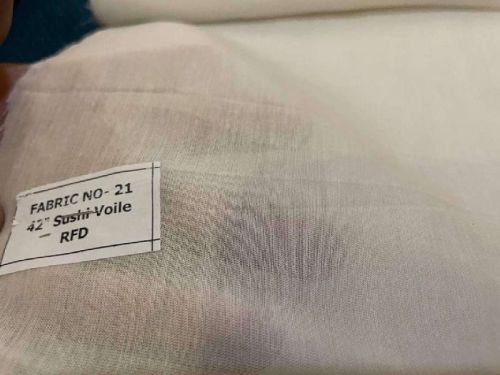 FABRIC NO- 21
42" Sushi Voile
RFD